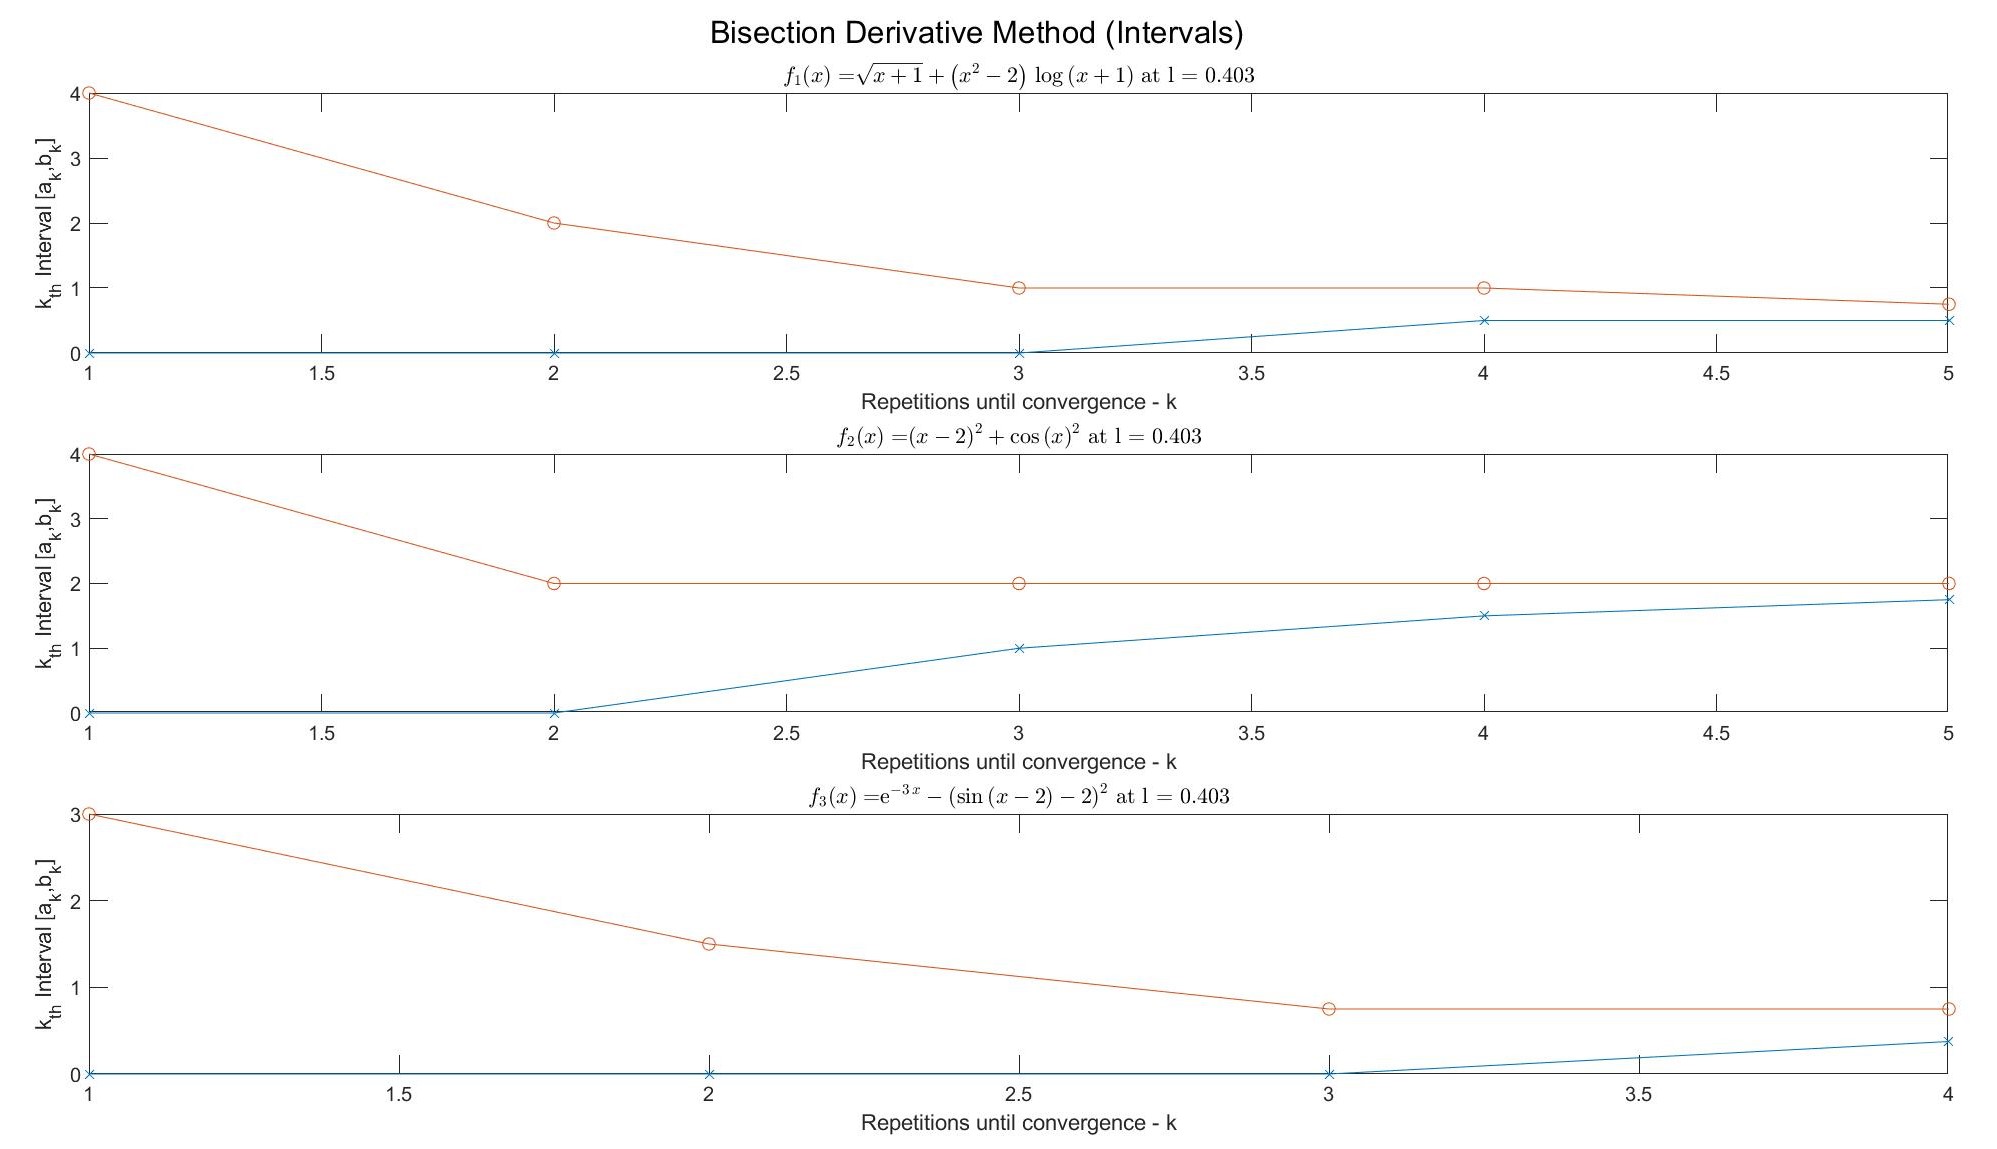 Bisection Derivative Method (Intervals)
f₁(x) =√(x + 1) + (x² − 2) log (x + 1) at l = 0.403
4
3
2
1
0
k_th Interval [a_k,b_k]
1 1.5 2 2.5 3 3.5 4 4.5 5
Repetitions until convergence - k
f₂(x) =(x − 2)² + cos (x)² at l = 0.403
4
3
2
1
0
k_th Interval [a_k,b_k]
1 1.5 2 2.5 3 3.5 4 4.5 5
Repetitions until convergence - k
f₃(x) =e^{−3 x} − (sin (x − 2) − 2)² at l = 0.403
3
2
1
0
k_th Interval [a_k,b_k]
1 1.5 2 2.5 3 3.5 4
Repetitions until convergence - k